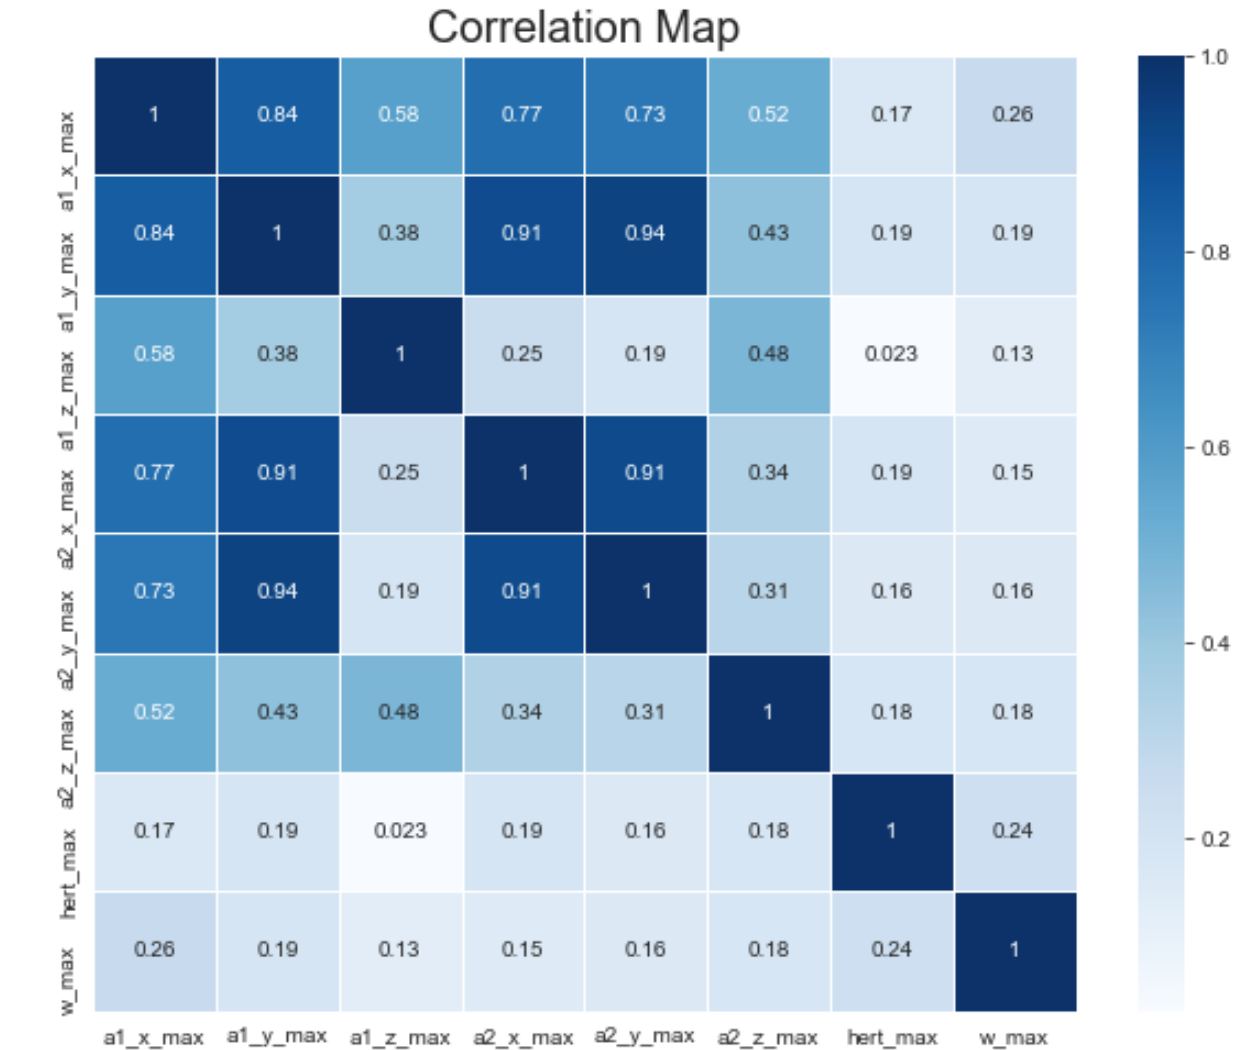 Correlation Map
a1_x_max 1 0.84 0.58 0.77 0.73 0.52 0.17 0.26
a1_y_max 0.84 1 0.38 0.91 0.94 0.43 0.19 0.19
a1_z_max 0.58 0.38 1 0.25 0.19 0.48 0.023 0.13
a2_x_max 0.77 0.91 0.25 1 0.91 0.34 0.19 0.15
a2_y_max 0.73 0.94 0.19 0.91 1 0.31 0.16 0.16
a2_z_max 0.52 0.43 0.48 0.34 0.31 1 0.18 0.18
hert_max 0.17 0.19 0.023 0.19 0.16 0.18 1 0.24
w_max 0.26 0.19 0.13 0.15 0.16 0.18 0.24 1
a1_x_max a1_y_max a1_z_max a2_x_max a2_y_max a2_z_max hert_max w_max
1.0
0.8
0.6
0.4
0.2